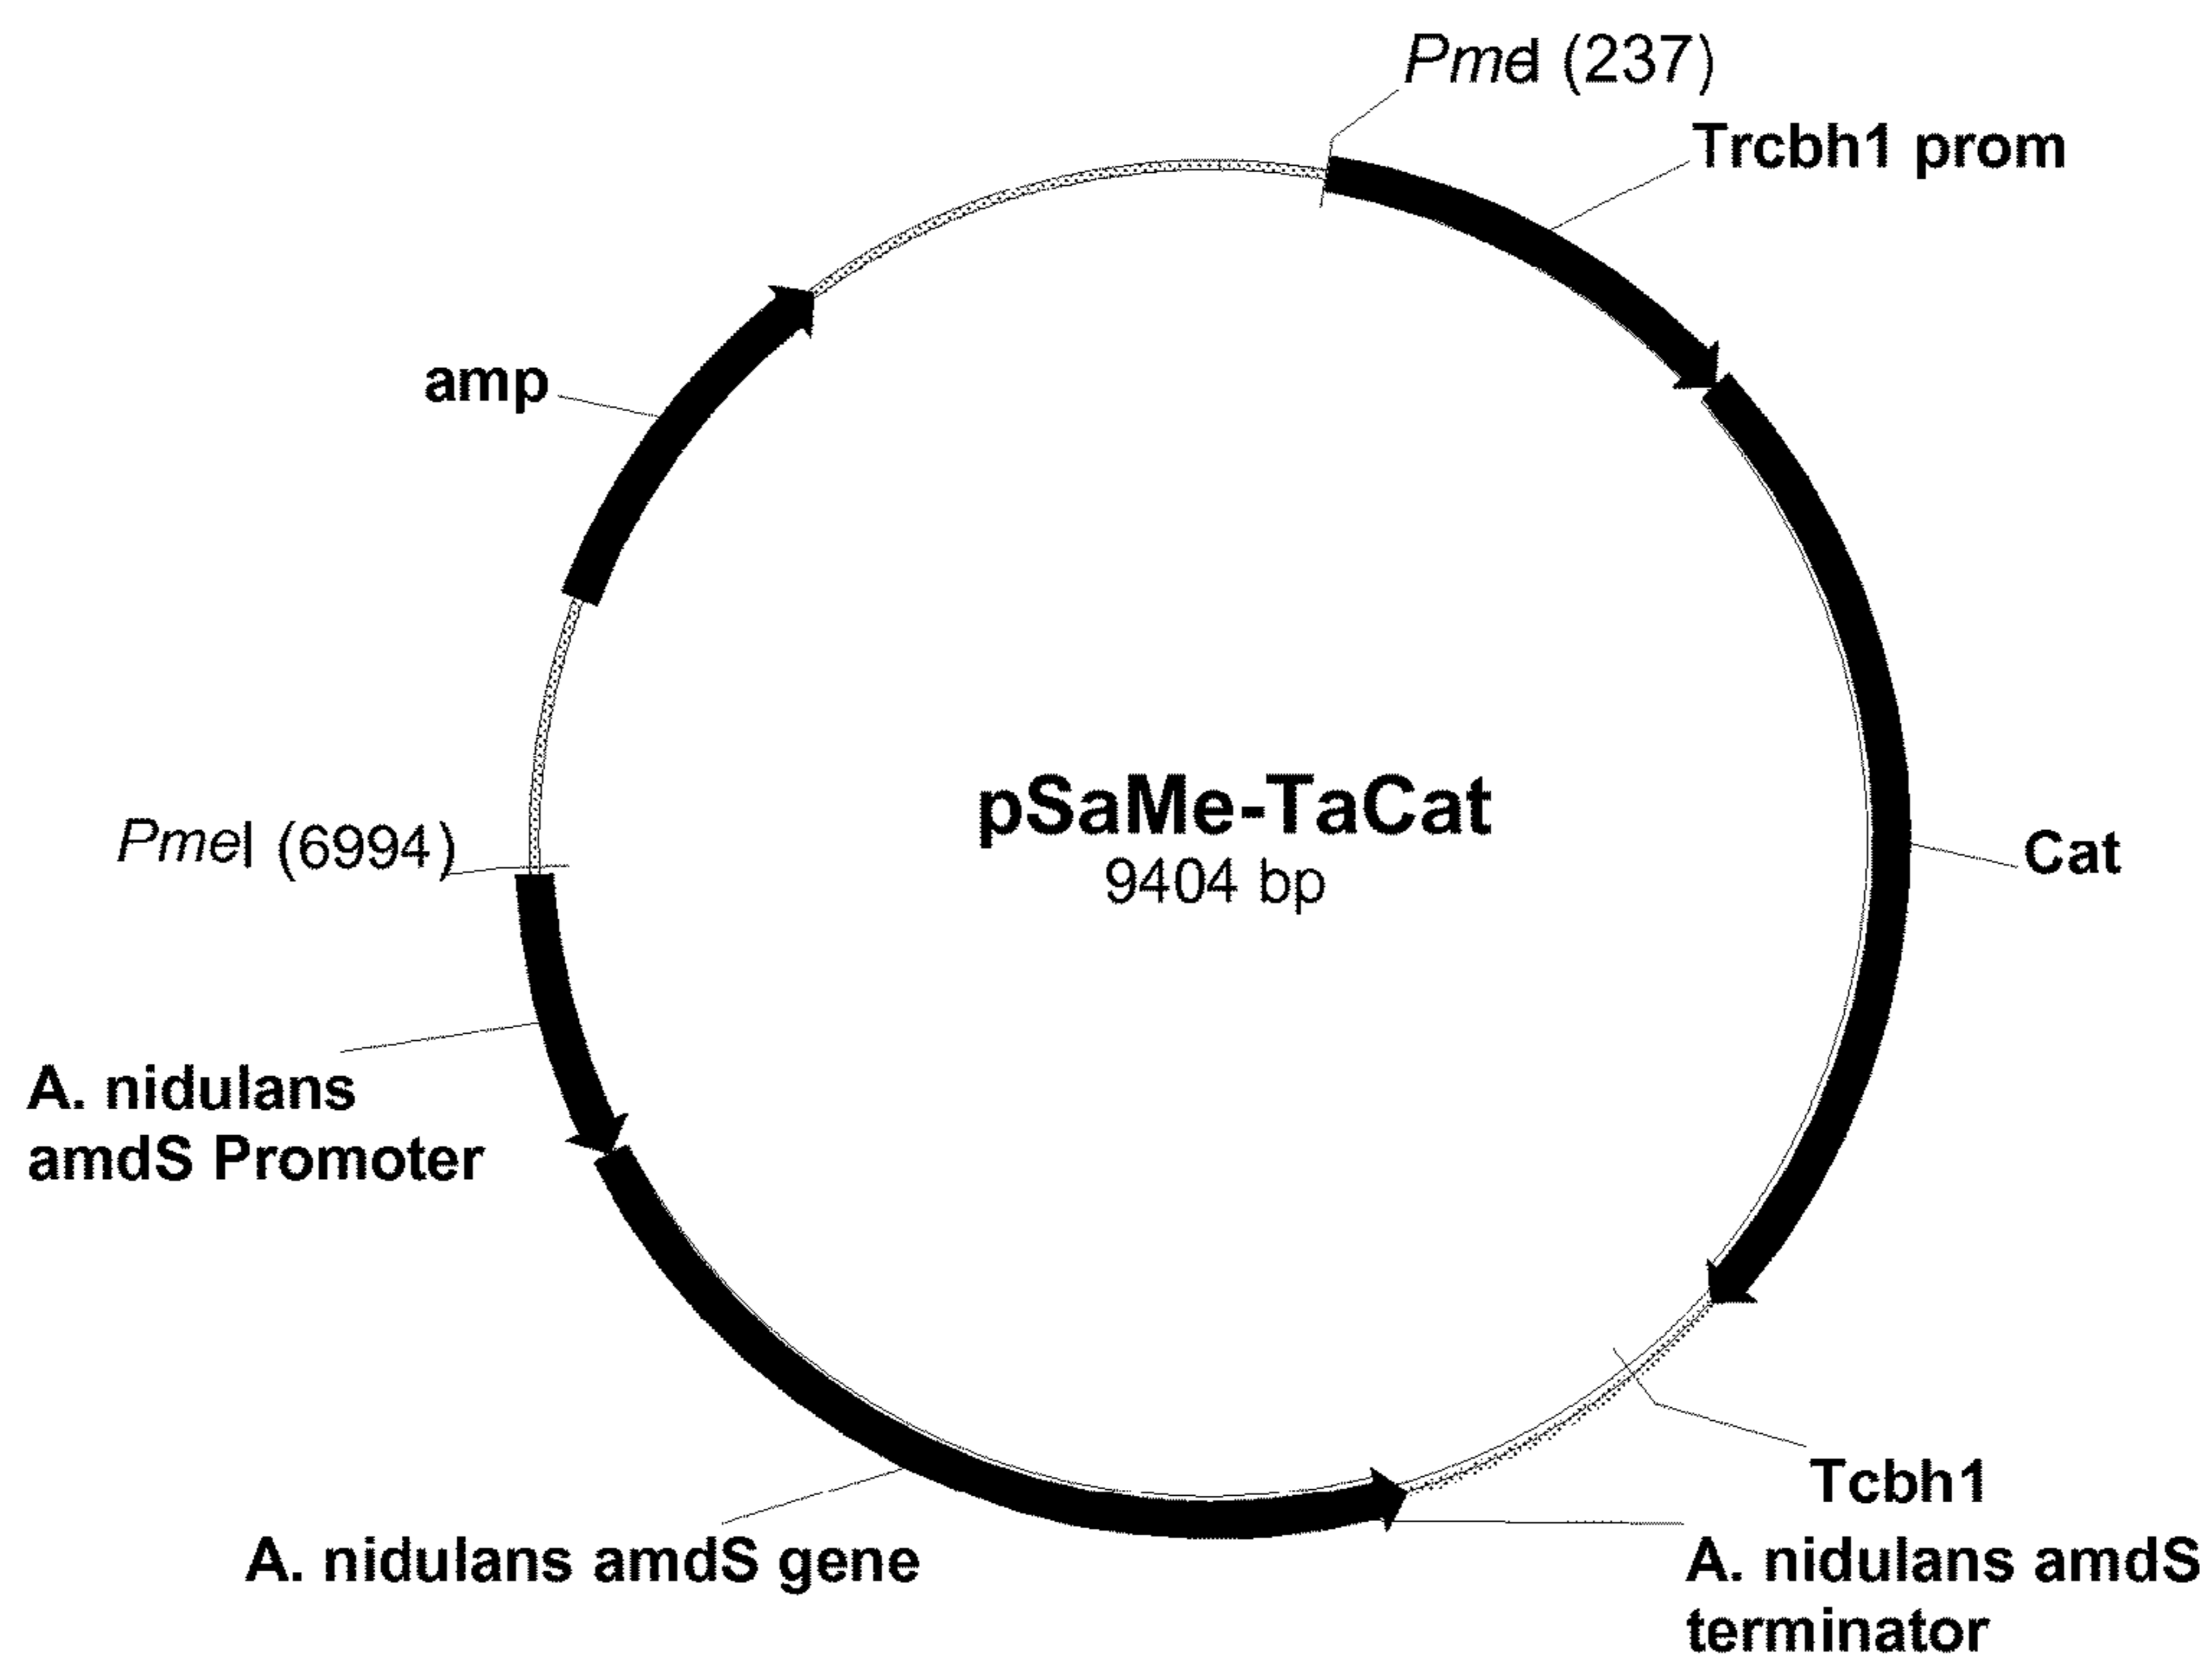 PmeI (237)
Trcbh1 prom
amp
pSaMe-TaCat
9404 bp
PmeI (6994)
Cat
A. nidulans
amdS Promoter
Tcbh1
A. nidulans amdS gene
A. nidulans amdS
terminator